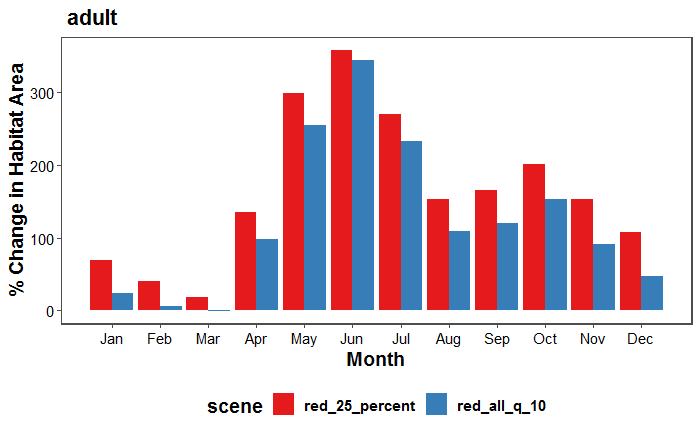 adult
% Change in Habitat Area
300
200
100
0
Jan Feb Mar Apr May Jun Jul Aug Sep Oct Nov Dec
Month
scene red_25_percent red_all_q_10